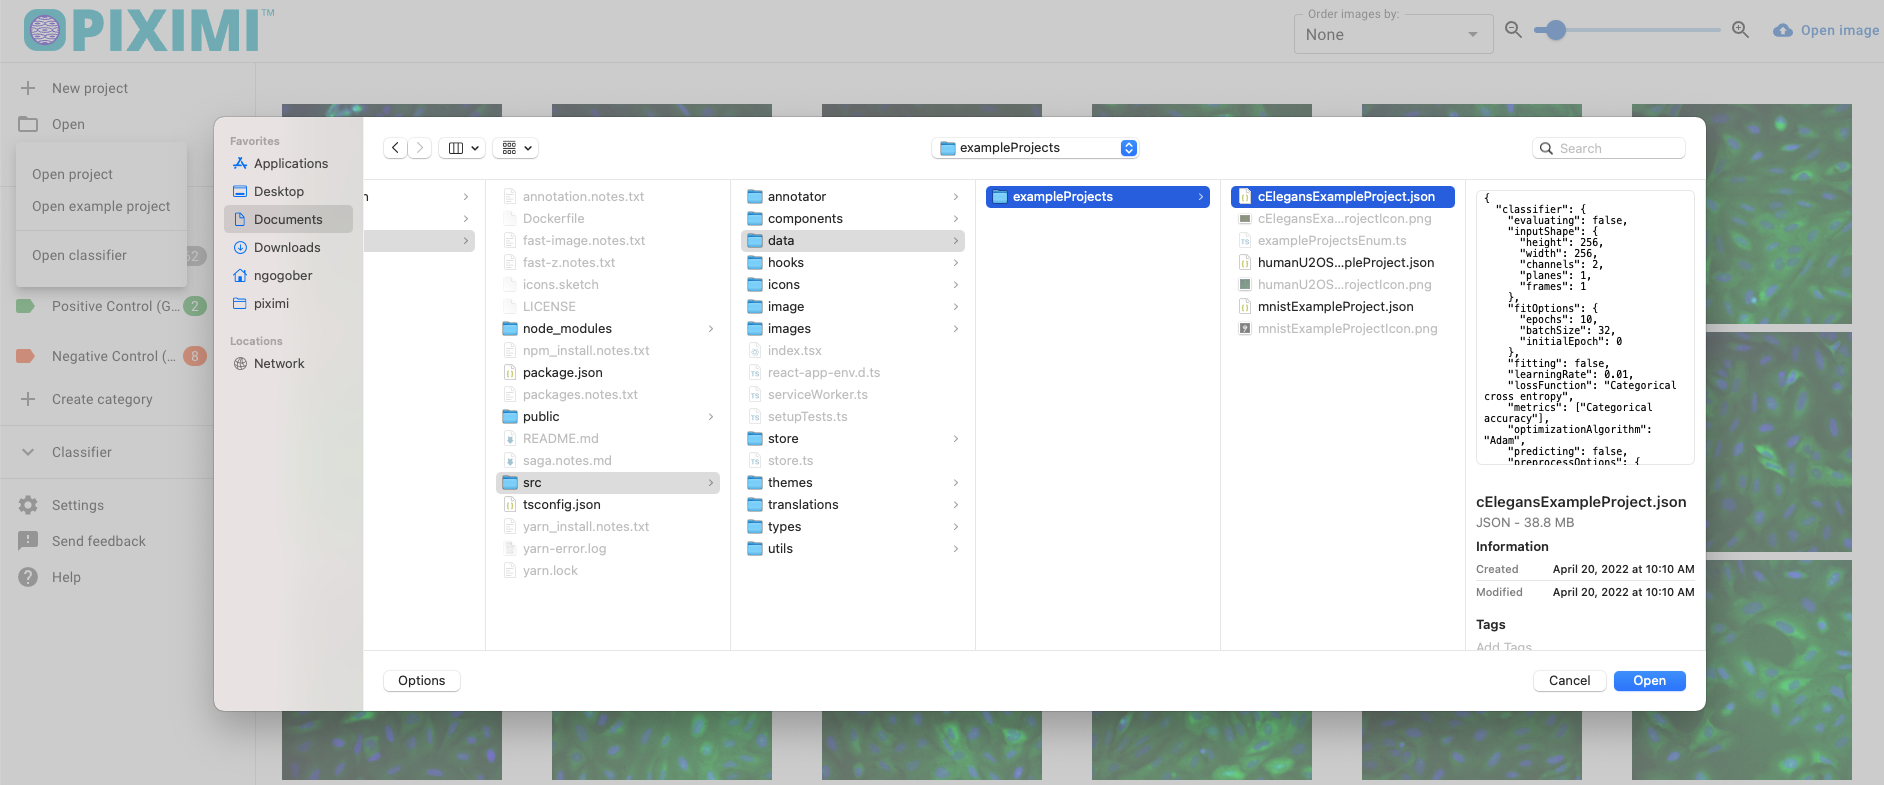 PIXIMI™
Order images by:
None
Open image
New project
Open
Open project
Open example project
Open classifier
Positive Control (G...
2
Negative Control (...
8
Create category
Classifier
Settings
Send feedback
Help
Favorites
Applications
Desktop
Documents
Downloads
ngogober
piximi
Locations
Network
exampleProjects
Search
annotation.notes.txt
Dockerfile
fast-image.notes.txt
fast-z.notes.txt
icons.sketch
LICENSE
node_modules
npm_install.notes.txt
package.json
packages.notes.txt
public
README.md
saga.notes.md
src
tsconfig.json
yarn_install.notes.txt
yarn-error.log
yarn.lock
annotator
components
data
hooks
icons
image
images
index.tsx
react-app-env.d.ts
serviceWorker.ts
setupTests.ts
store
store.ts
themes
translations
types
utils
exampleProjects
cElegansExampleProject.json
cElegansExa...rojectIcon.png
exampleProjectsEnum.ts
humanU2OS...pleProject.json
humanU2OS...rojectIcon.png
mnistExampleProject.json
mnistExampleProjectIcon.png
{
"classifier": {
"evaluating": false,
"inputShape": {
"height": 256,
"width": 256,
"channels": 2,
"planes": 1,
"frames": 1
},
"fitOptions": {
"epochs": 10,
"batchSize": 32,
"initialEpoch": 0
},
"fitting": false,
"learningRate": 0.01,
"lossFunction": "Categorical
cross entropy",
"metrics": ["Categorical
accuracy"],
"optimizationAlgorithm":
"Adam",
"predicting": false,
"preprocessOptions": {
cElegansExampleProject.json
JSON - 38.8 MB
Information
Created April 20, 2022 at 10:10 AM
Modified April 20, 2022 at 10:10 AM
Tags
Add Tags
Options
Cancel
Open